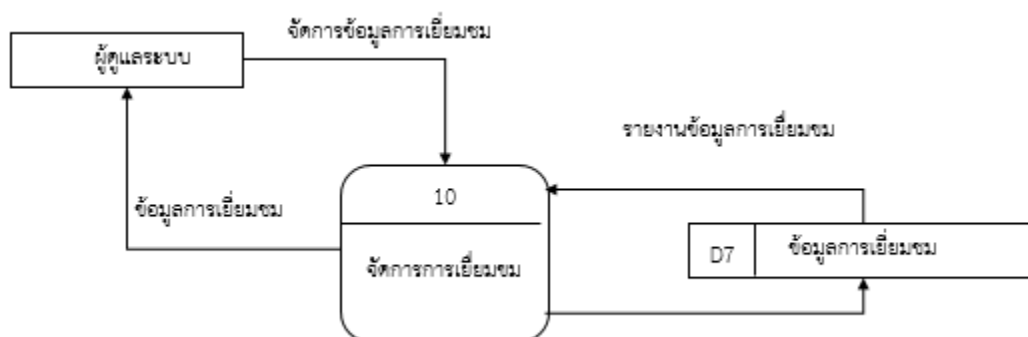 จัดการข้อมูลการเยี่ยมชม
ผู้ดูแลระบบ
รายงานข้อมูลการเยี่ยมชม
10
ข้อมูลการเยี่ยมชม
D7 ข้อมูลการเยี่ยมชม
จัดการการเยี่ยมชม